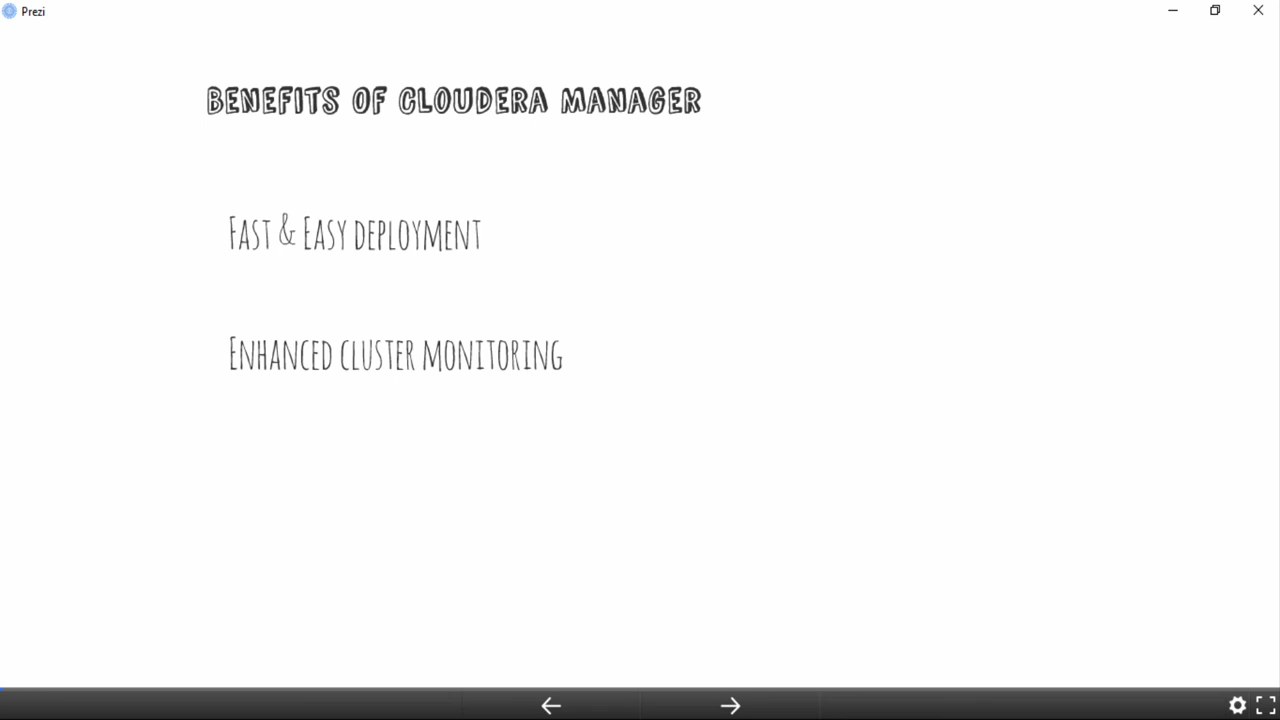 Prezi
BENEFITS OF CLOUDERA MANAGER
FAST & EASY DEPLOYMENT
ENHANCED CLUSTER MONITORING